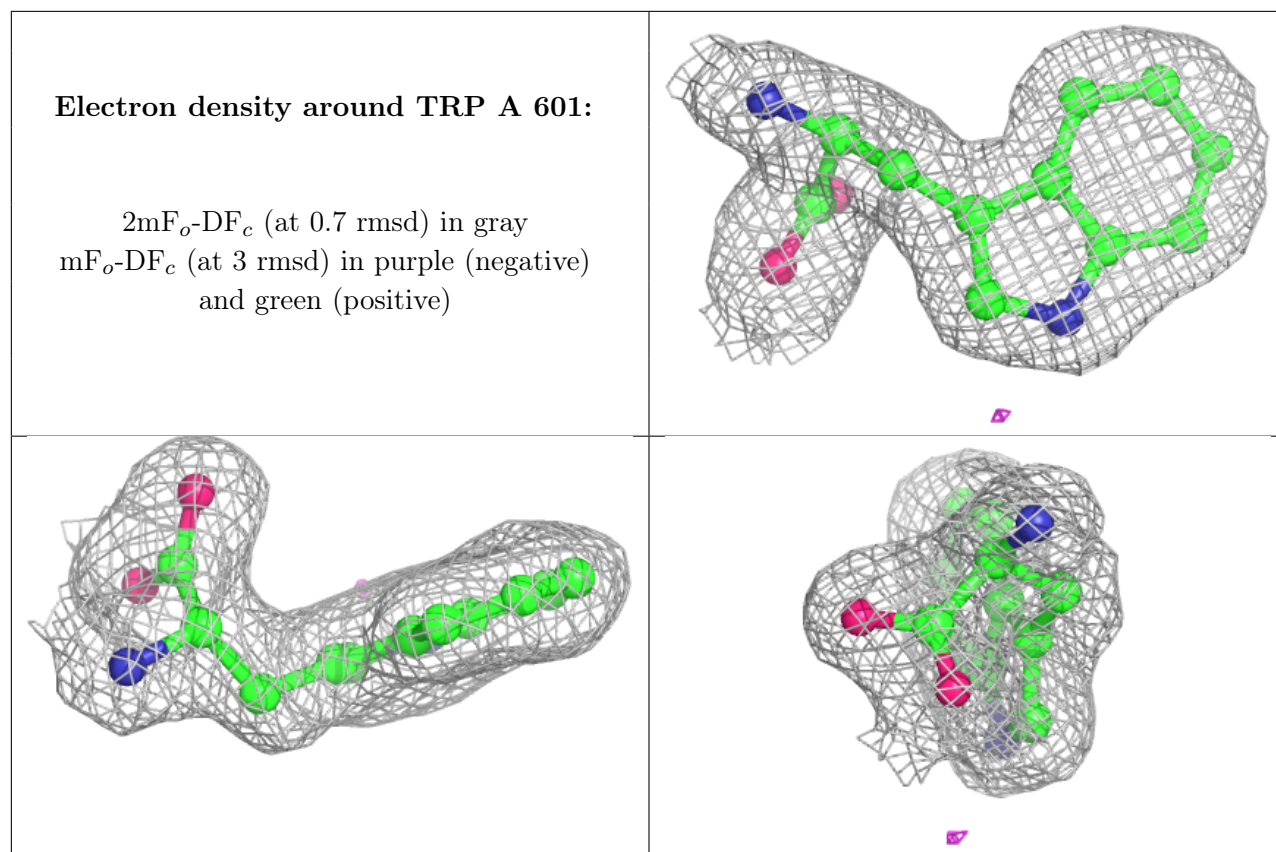 Electron density around TRP A 601:
2mFo-DFc (at 0.7 rmsd) in gray
mFo-DFc (at 3 rmsd) in purple (negative)
and green (positive)